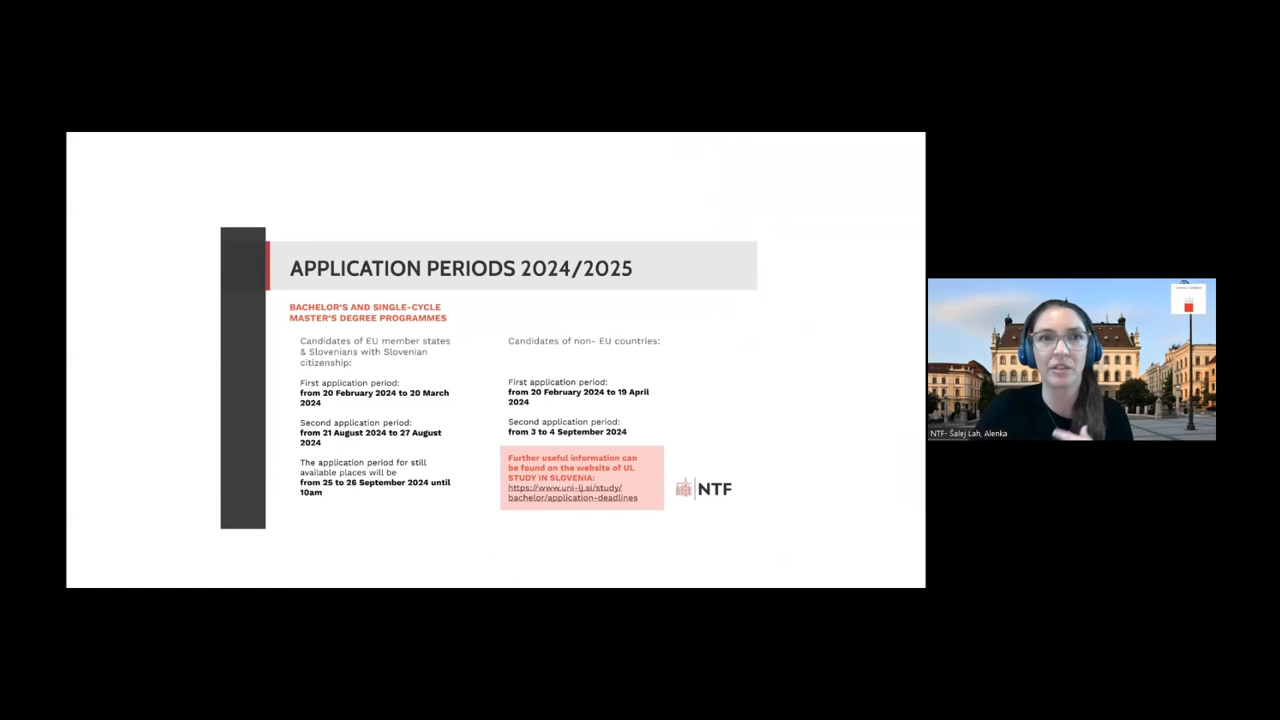 APPLICATION PERIODS 2024/2025
BACHELOR'S AND SINGLE-CYCLE
MASTER'S DEGREE PROGRAMMES
Candidates of EU member states
& Slovenians with Slovenian
citizenship:
First application period:
from 20 February 2024 to 20 March
2024
Second application period:
from 21 August 2024 to 27 August
2024
The application period for still
available places will be
from 25 to 26 September 2024 until
10am
Candidates of non- EU countries:
First application period:
from 20 February 2024 to 19 April
2024
Second application period:
from 3 to 4 September 2024
Further useful information can
be found on the website of UL
STUDY IN SLOVENIA:
https://www.uni-lj.si/study/
bachelor/application-deadlines
NTF
NTF- Šalej Lah, Alenka